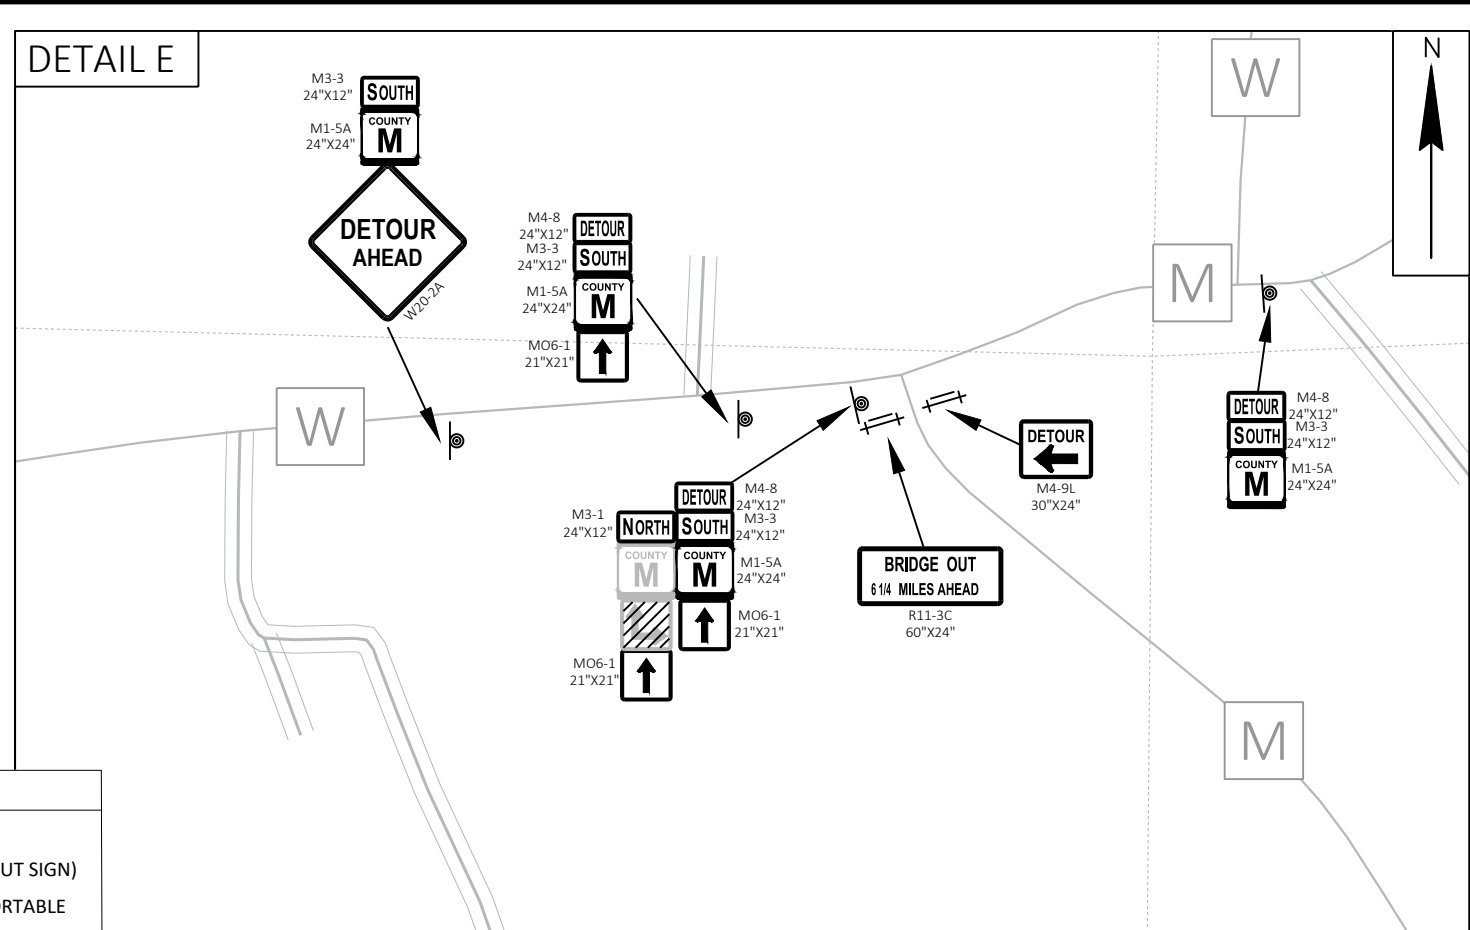 DETAIL E
M3-3
24"X12"
SOUTH
M1-5A
24"X24"
COUNTY
M
DETOUR
AHEAD
W20-2A
M4-8
24"X12"
DETOUR
M3-3
24"X12"
SOUTH
M1-5A
24"X24"
COUNTY
M
MO6-1
21"X21"
W
N
M
W
DETOUR
M4-8
24"X12"
SOUTH
M3-3
24"X12"
COUNTY
M
M1-5A
24"X24"
DETOUR
M4-9L
30"X24"
DETOUR
M4-8
24"X12"
M3-1
24"X12"
NORTH
SOUTH
M3-3
24"X12"
COUNTY
M
COUNTY
M
M1-5A
24"X24"
MO6-1
21"X21"
MO6-1
21"X21"
BRIDGE OUT
6 1/4 MILES AHEAD
R11-3C
60"X24"
M
UT SIGN)
RTABLE